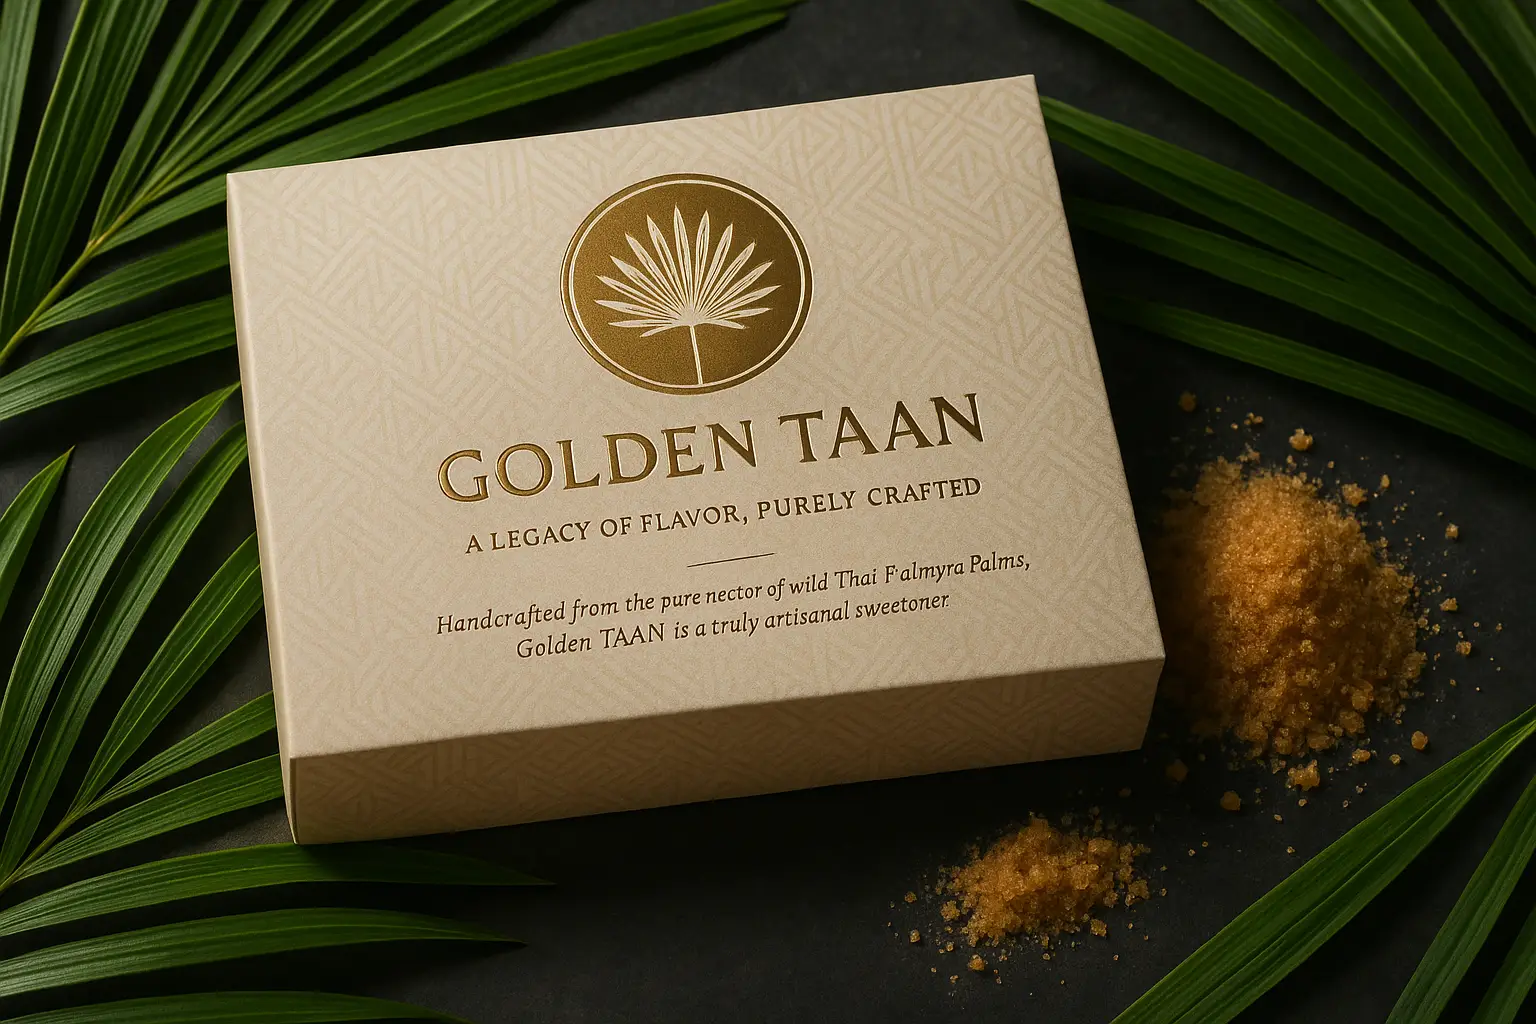 GOLDEN TAAN
A LEGACY OF FLAVOR, PURELY CRAFTED
Handcrafted from the pure nector of wild Thai F'almyra Palms,
Golden TAAN is a truly artisanal sweetoner.